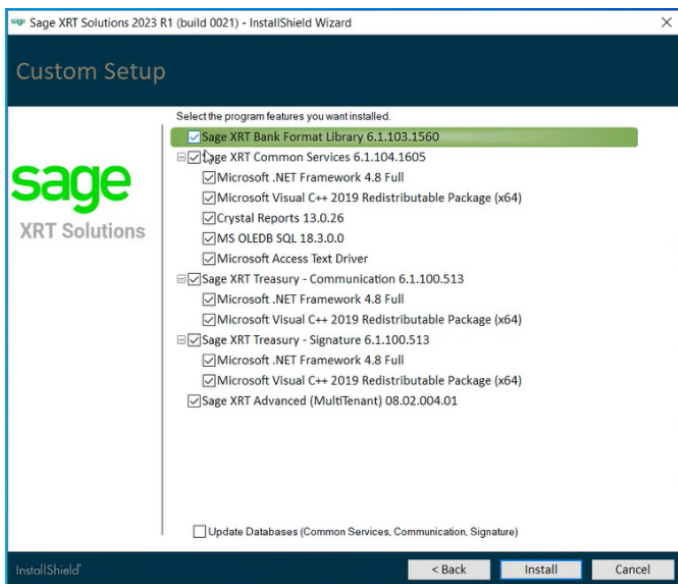 Sage XRT Solutions 2023 R1 (build 0021) - InstallShield Wizard
Custom Setup
Select the program features you want installed.
Sage XRT Bank Format Library 6.1.103.1560
Sage XRT Common Services 6.1.104.1605
Microsoft .NET Framework 4.8 Full
Microsoft Visual C++ 2019 Redistributable Package (x64)
Crystal Reports 13.0.26
MS OLEDB SQL 18.3.0.0
Microsoft Access Text Driver
Sage XRT Treasury - Communication 6.1.100.513
Microsoft .NET Framework 4.8 Full
Microsoft Visual C++ 2019 Redistributable Package (x64)
Sage XRT Treasury - Signature 6.1.100.513
Microsoft .NET Framework 4.8 Full
Microsoft Visual C++ 2019 Redistributable Package (x64)
Sage XRT Advanced (MultiTenant) 08.02.004.01
sage
XRT Solutions
Update Databases (Common Services, Communication, Signature)
InstallShield
< Back
Install
Cancel